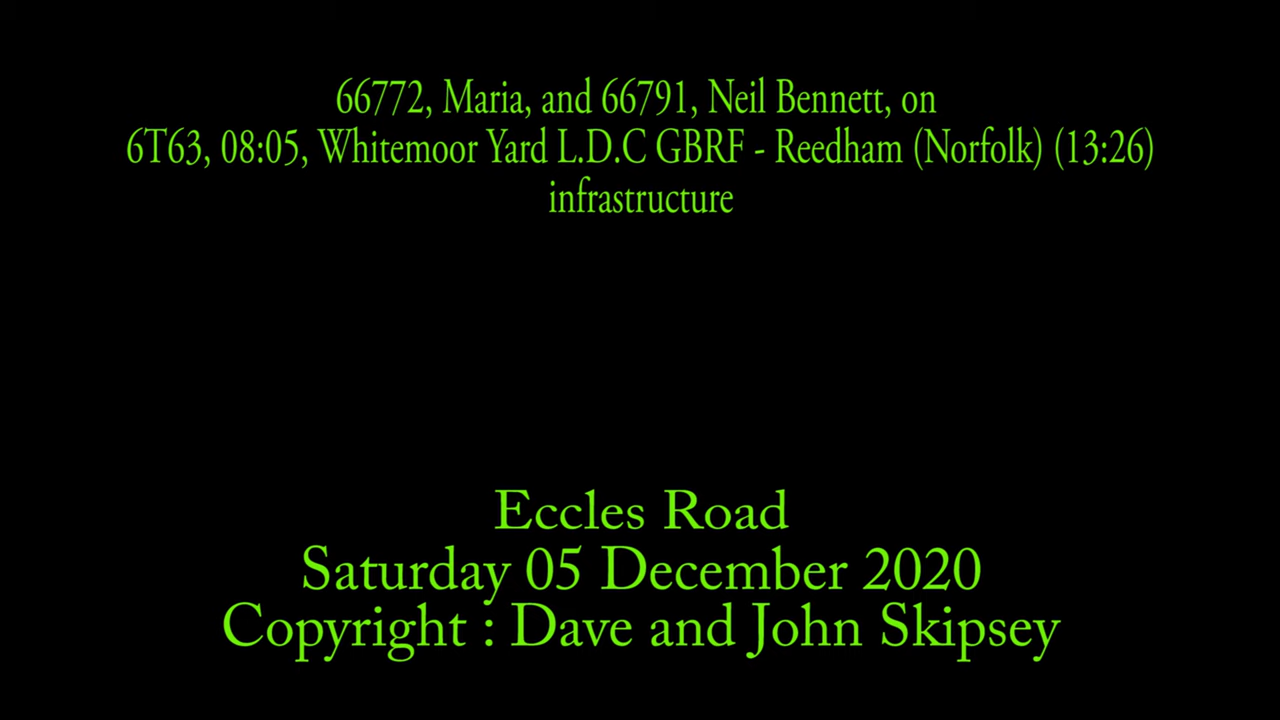 66772, Maria, and 66791, Neil Bennett, on
6T63, 08:05, Whitemoor Yard L.D.C GBRF - Reedham (Norfolk) (13:26)
infrastructure
Eccles Road
Saturday 05 December 2020
Copyright : Dave and John Skipsey